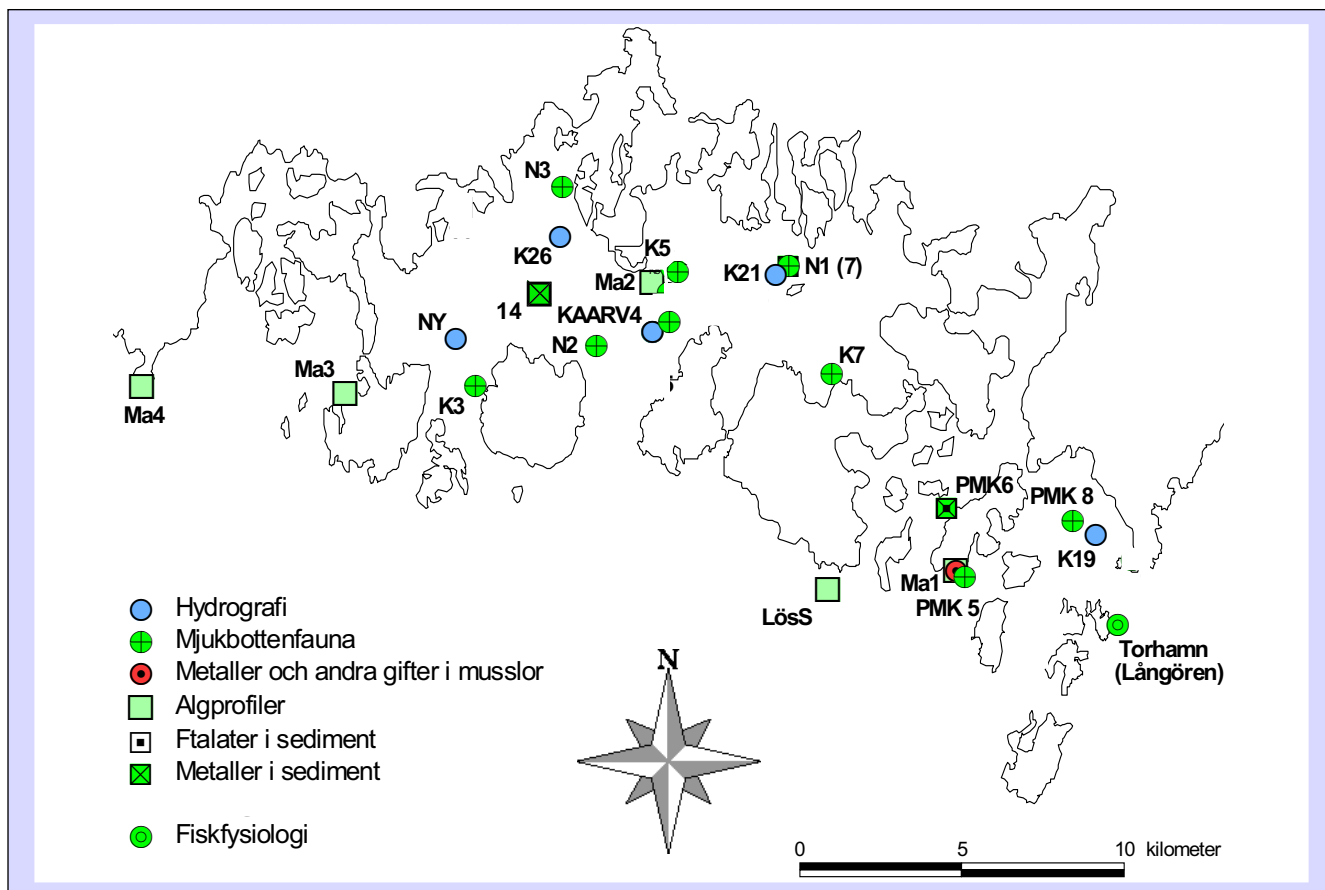 N3
K26
K5
Ma2
K21
N1 (7)
14
KAARV4
NY
N2
K7
Ma3
Ma4
K3
PMK6
PMK 8
K19
Ma1
PMK 5
LösS
Torhamn
(Långören)
Hydrografi
Mjukbottenfauna
Metaller och andra gifter i musslor
Algprofiler
Ftalater i sediment
Metaller i sediment
Fiskfysiologi
N
0 5 10 kilometer